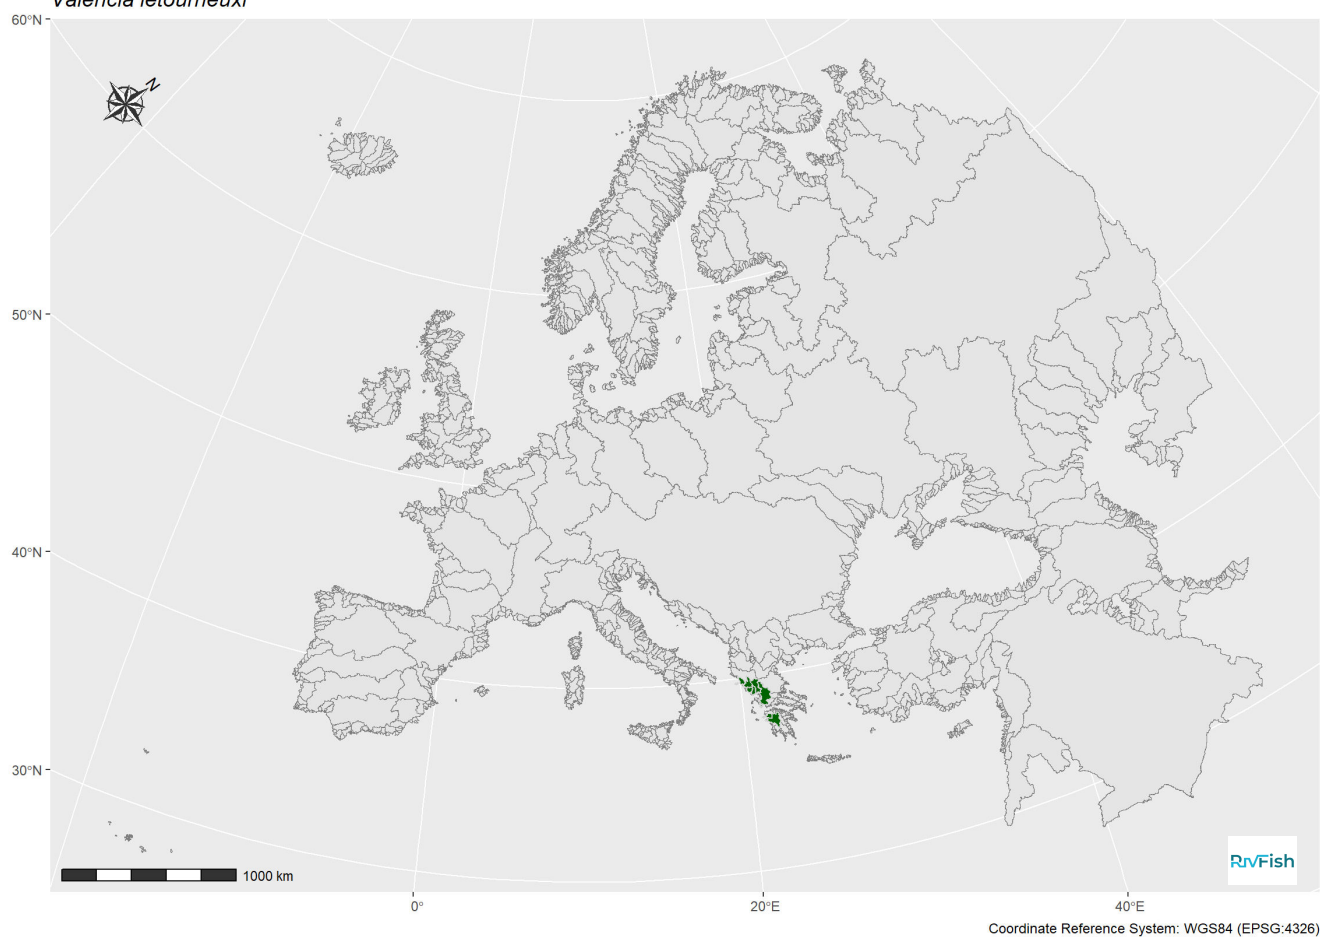 Valencia letourneuxi
60°N
N
50°N
40°N
30°N
1000 km
RivFish
0°
20°E
40°E
Coordinate Reference System: WGS84 (EPSG:4326)